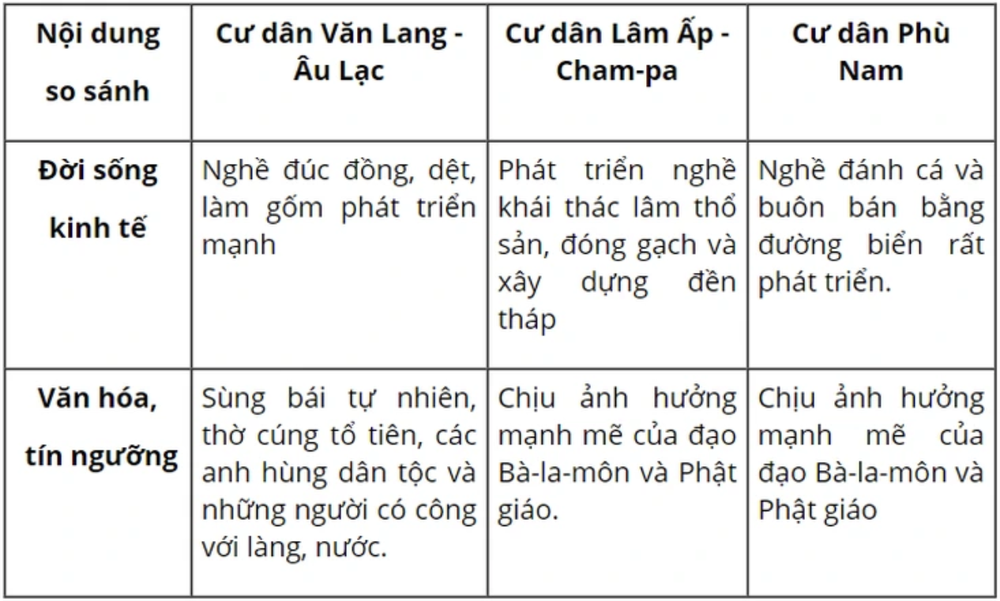 Nội dung
so sánh
Cư dân Văn Lang -
Âu Lạc
Cư dân Lâm Ấp -
Cham-pa
Cư dân Phù
Nam
Đời sống
kinh tế
Nghề đúc đồng, dệt,
làm gốm phát triển
mạnh
Phát triển nghề
khái thác lâm thổ
sản, đóng gạch và
xây dựng đền
tháp
Nghề đánh cá và
buôn bán bằng
đường biển rất
phát triển.
Văn hóa,
tín ngưỡng
Sùng bái tự nhiên,
thờ cúng tổ tiên, các
anh hùng dân tộc và
những người có công
với làng, nước.
Chịu ảnh hưởng
mạnh mẽ của đạo
Bà-la-môn và Phật
giáo.
Chịu ảnh hưởng
mạnh mẽ của
đạo Bà-la-môn và
Phật giáo